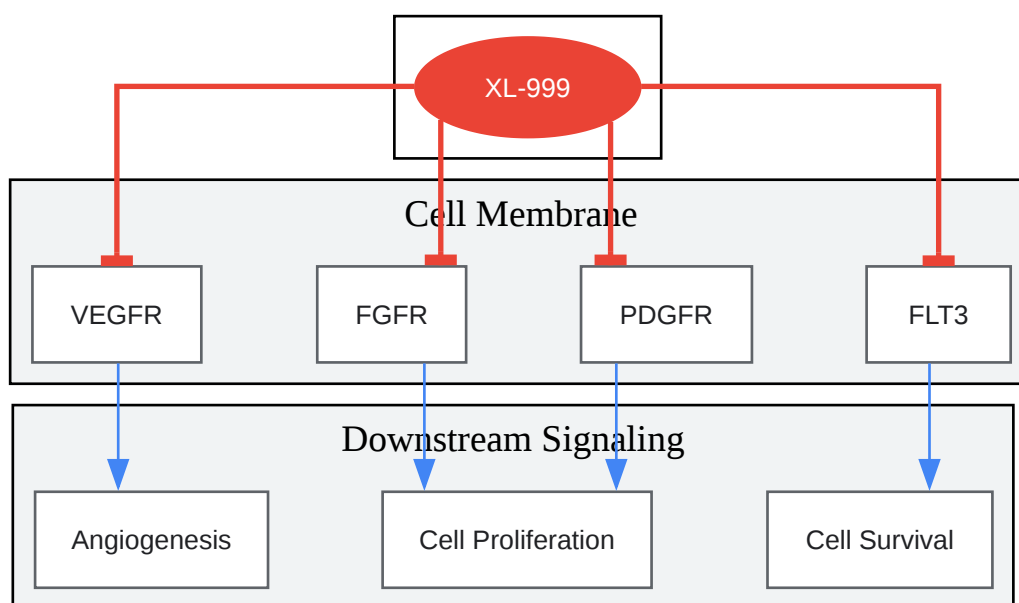 XL-999
Cell Membrane
VEGFR
FGFR
PDGFR
FLT3
Downstream Signaling
Angiogenesis
Cell Proliferation
Cell Survival